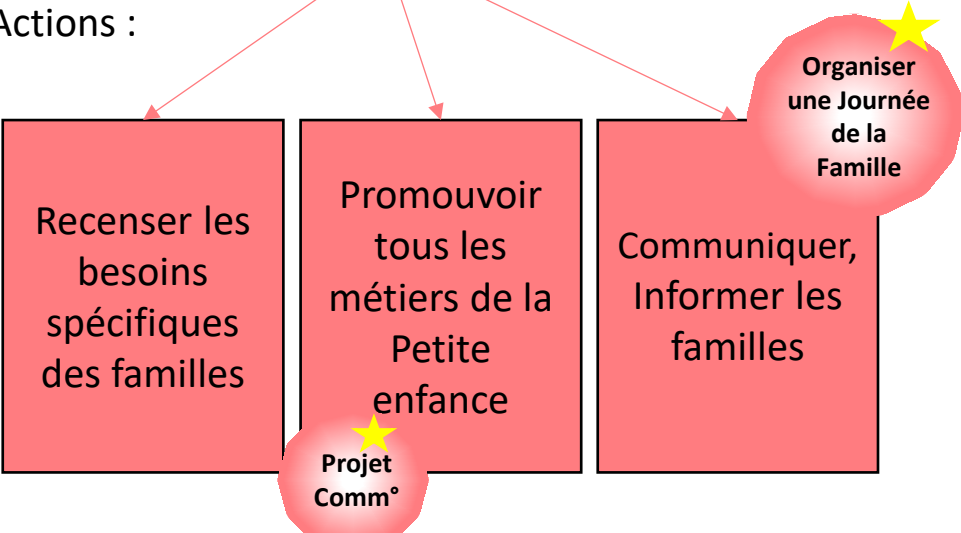 Actions :
Organiser
une Journée
de la
Famille
Recenser les
besoins
spécifiques
des familles
Promouvoir
tous les
métiers de la
Petite
enfance
Communiquer,
Informer les
familles
Projet
Comm°